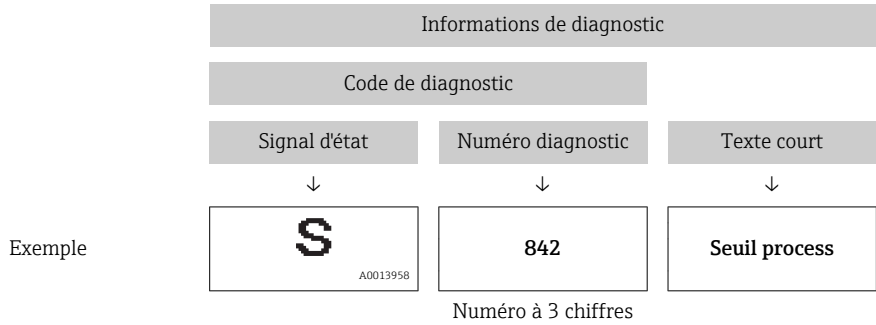 Informations de diagnostic
Code de diagnostic
Signal d'état Numéro diagnostic Texte court
↓ ↓ ↓
Exemple S 842 Seuil process
A0013958
Numéro à 3 chiffres